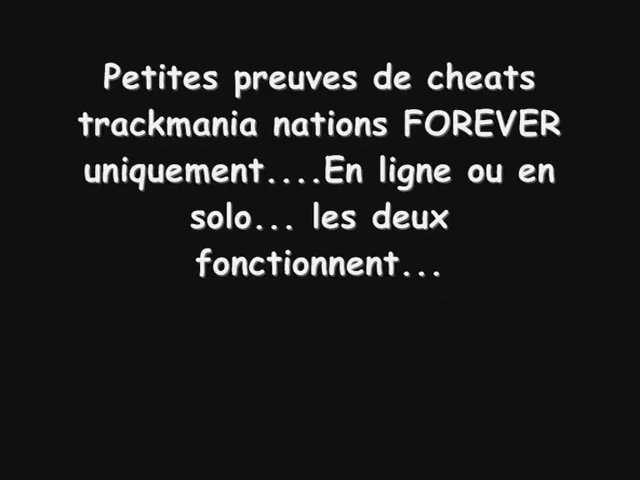 Petites preuves de cheats
trackmania nations FOREVER
uniquement....En ligne ou en
solo... les deux
fonctionnent...